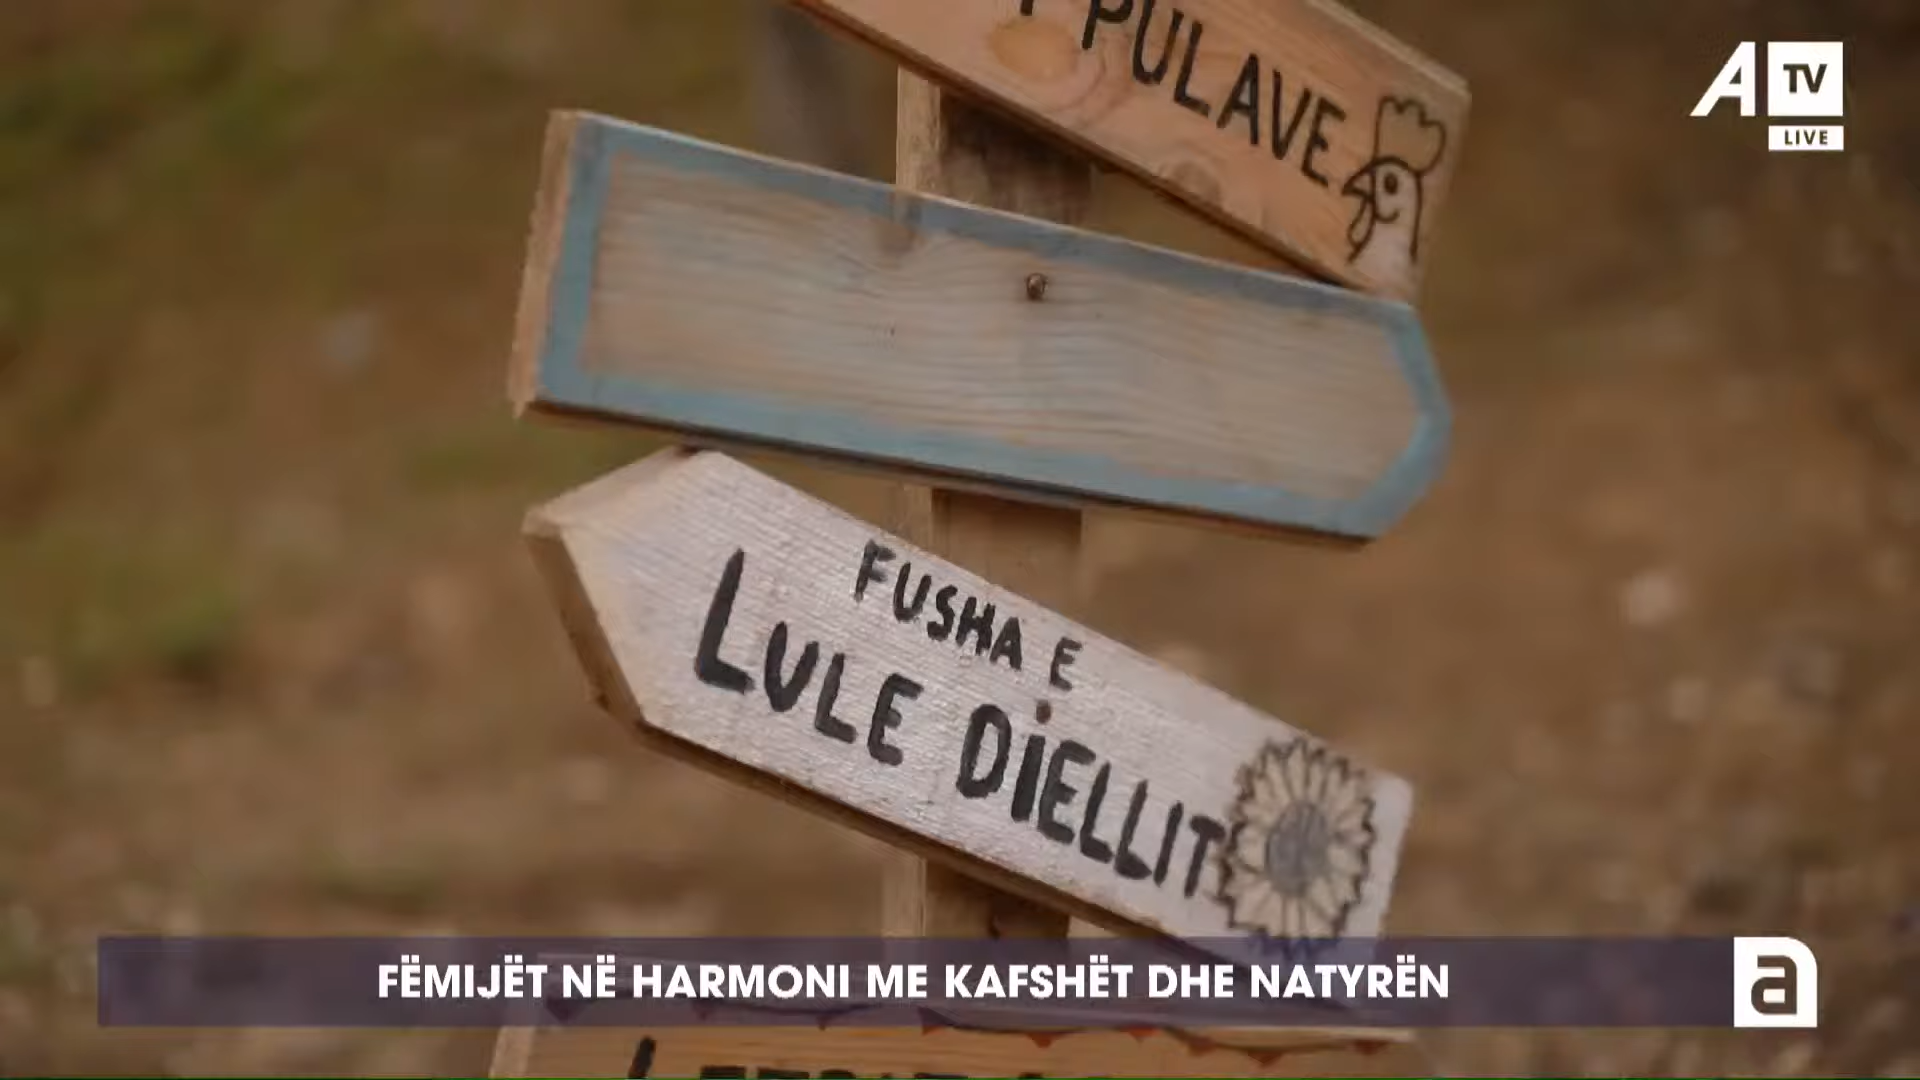 PULAVE
A TV
LIVE
FUSHA E
LULE DIELLIT
FËMIJËT NË HARMONI ME KAFSHËT DHE NATYRËN
a